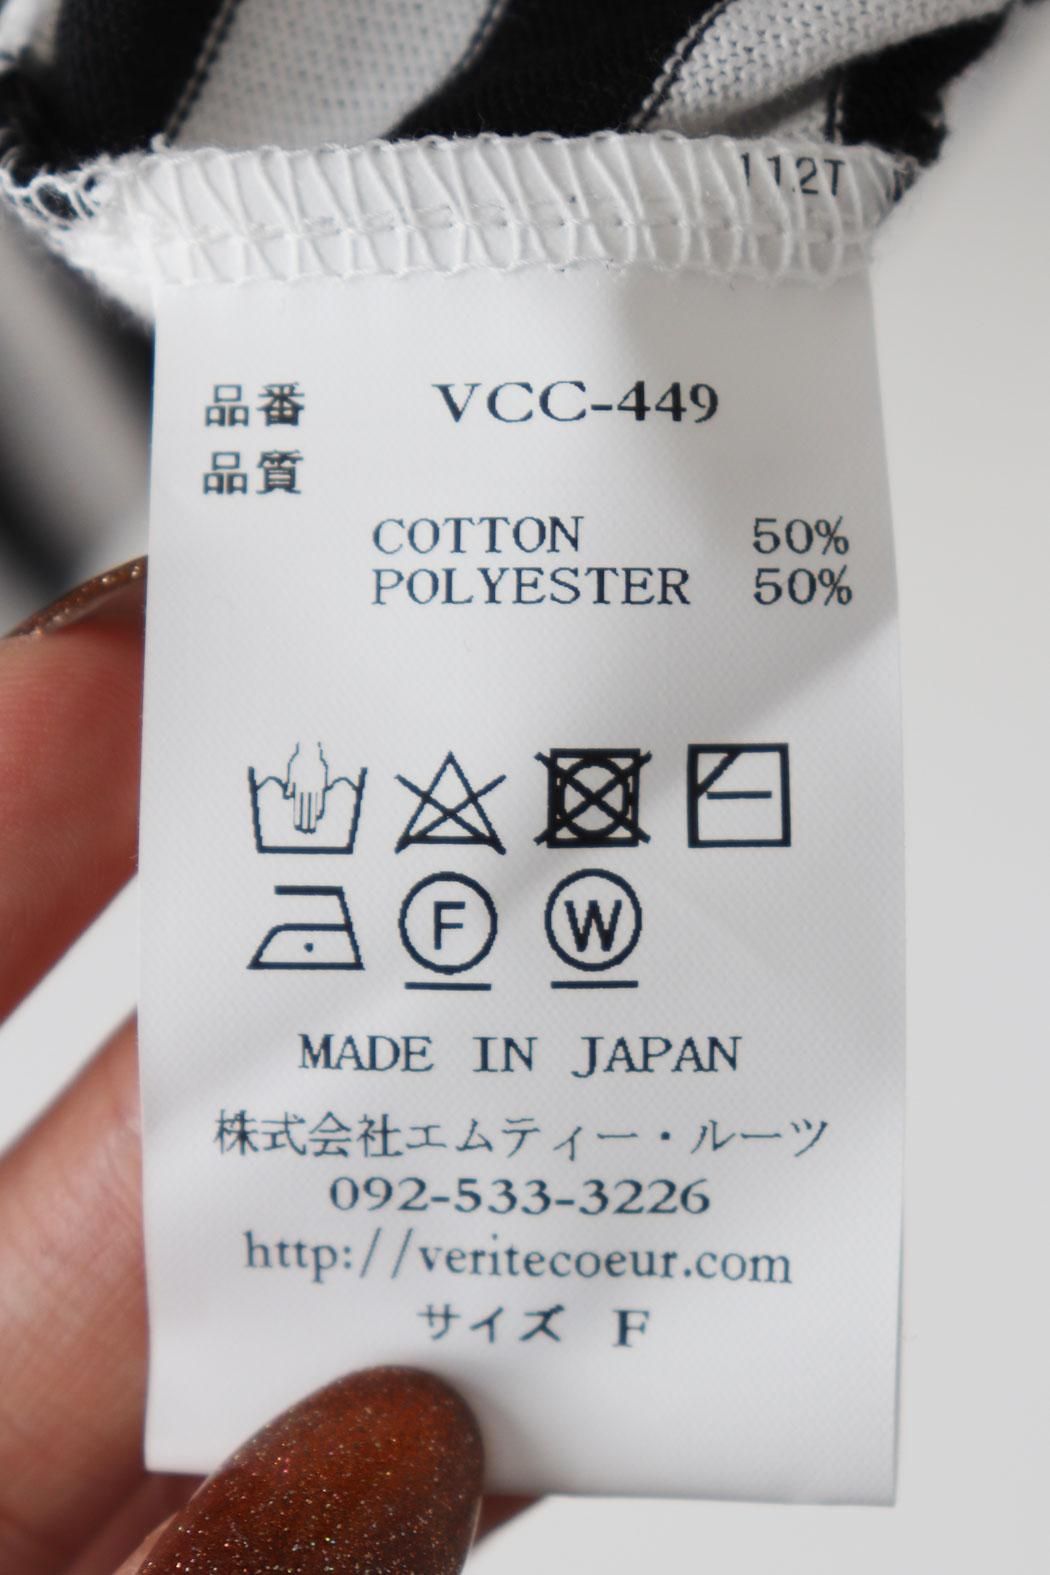 112T
品番 VCC-449
品質
COTTON 50%
POLYESTER 50%
F W
MADE IN JAPAN
株式会社エムティー・ルーツ
092-533-3226
http://veritecoeur.com
サイズ F